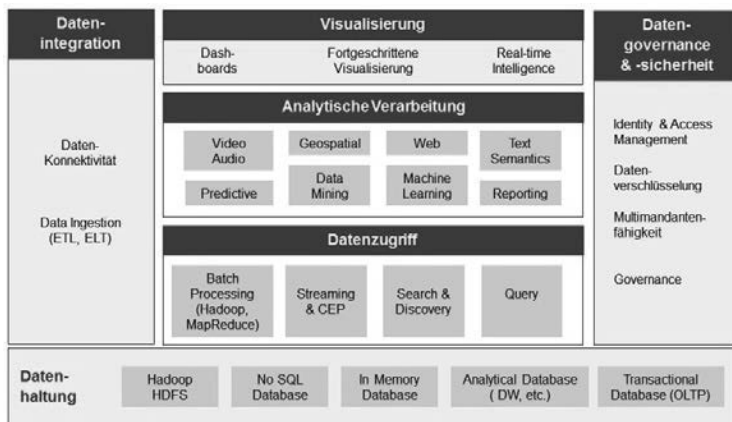 Daten-
integration
Daten-
Konnektivität
Data Ingestion
(ETL, ELT)
Visualisierung
Dash-
boards
Fortgeschrittene
Visualisierung
Real-time
Intelligence
Analytische Verarbeitung
Video
Audio
Geospatial
Web
Text
Semantics
Predictive
Data
Mining
Machine
Learning
Reporting
Datenzugriff
Batch
Processing
(Hadoop,
MapReduce)
Streaming
& CEP
Search &
Discovery
Query
Daten-
governance
& -sicherheit
Identity & Access
Management
Daten-
verschlüsselung
Multimandanten-
fähigkeit
Governance
Daten-
haltung
Hadoop
HDFS
No SQL
Database
In Memory
Database
Analytical Database
( DW, etc.)
Transactional
Database (OLTP)